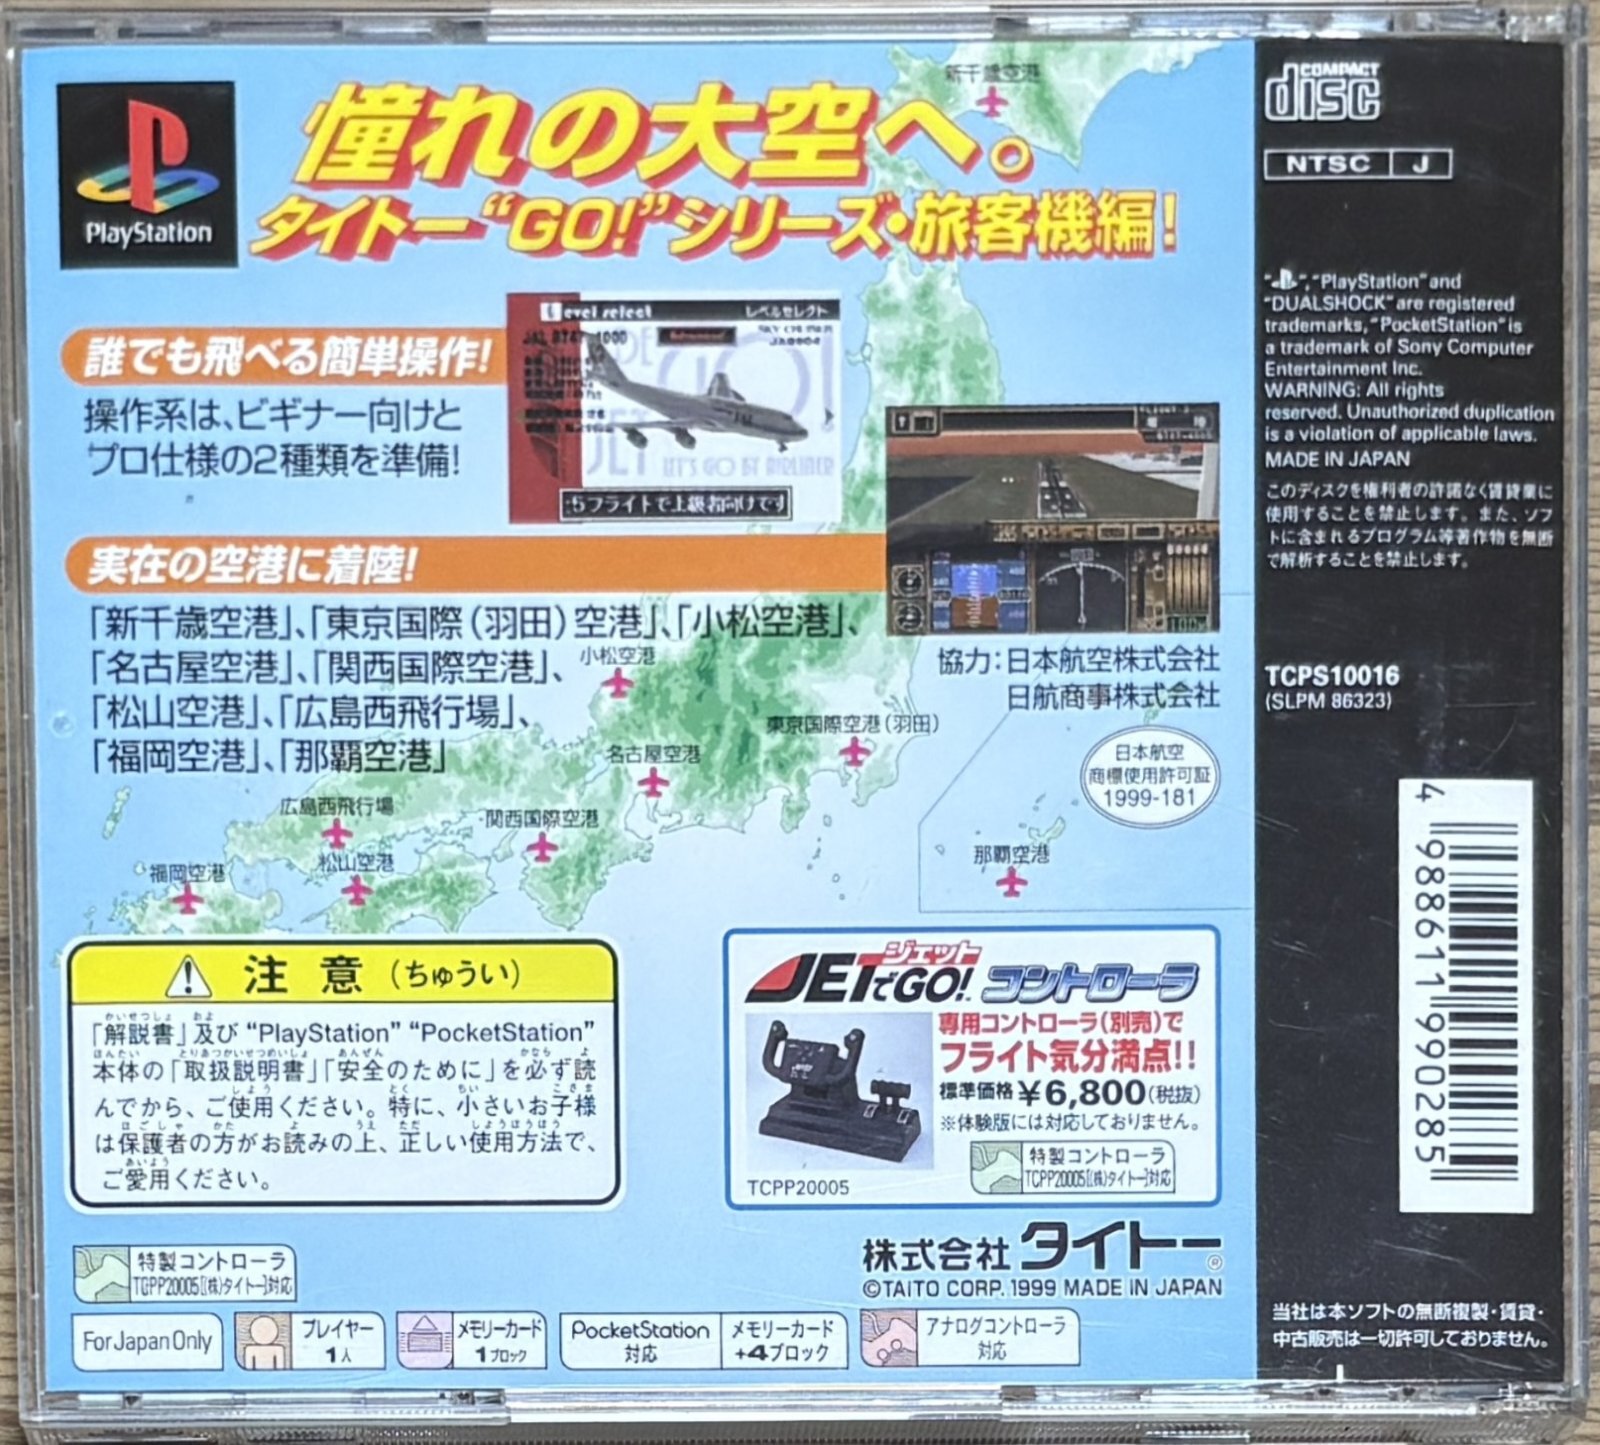 PlayStation
憧れの大空へ。
タイトー“GO!”シリーズ・旅客機編!
誰でも飛べる簡単操作!
操作系は、ビギナー向けと
プロ仕様の2種類を準備!
Level select
レベルセレクト
5フライトで上級者向けです
実在の空港に着陸!
「新千歳空港」、「東京国際(羽田)空港」、「小松空港」、
「名古屋空港」、「関西国際空港」、
「松山空港」、「広島西飛行場」、
「福岡空港」、「那覇空港」
協力:日本航空株式会社
日航商事株式会社
日本航空
商標使用許可証
1999-181
新千歳空港
小松空港
東京国際空港(羽田)
名古屋空港
広島西飛行場
関西国際空港
松山空港
福岡空港
那覇空港
注意(ちゅうい)
「解説書」及び“PlayStation”“PocketStation”
本体の「取扱説明書」「安全のために」を必ず読
んでから、ご使用ください。特に、小さいお子様
は保護者の方がお読みの上、正しい使用方法で、
ご愛用ください。
ジェット
JETでGO! コントローラ
専用コントローラ(別売)で
フライト気分満点!!
標準価格¥6,800(税抜)
※体験版には対応しておりません。
特製コントローラ
TCPP20005[(株)タイトー]対応
TCPP20005
株式会社タイトー®
©TAITO CORP. 1999 MADE IN JAPAN
特製コントローラ
TCPP20005[(株)タイトー]対応
For Japan Only
プレイヤー
1人
メモリーカード
1ブロック
PocketStation
対応
メモリーカード
+4ブロック
アナログコントローラ
対応
COMPACT
disc
NTSC J
“ ”, “PlayStation” and
“DUALSHOCK” are registered
trademarks, “PocketStation” is
a trademark of Sony Computer
Entertainment Inc.
WARNING: All rights
reserved. Unauthorized duplication
is a violation of applicable laws.
MADE IN JAPAN
このディスクを権利者の許諾なく賃貸業に
使用することを禁止します。また、ソフ
トに含まれるプログラム等著作物を無断
で解析することを禁止します。
TCPS10016
(SLPM 86323)
4 988611 990285
当社は本ソフトの無断複製・賃貸・
中古販売は一切許可しておりません。